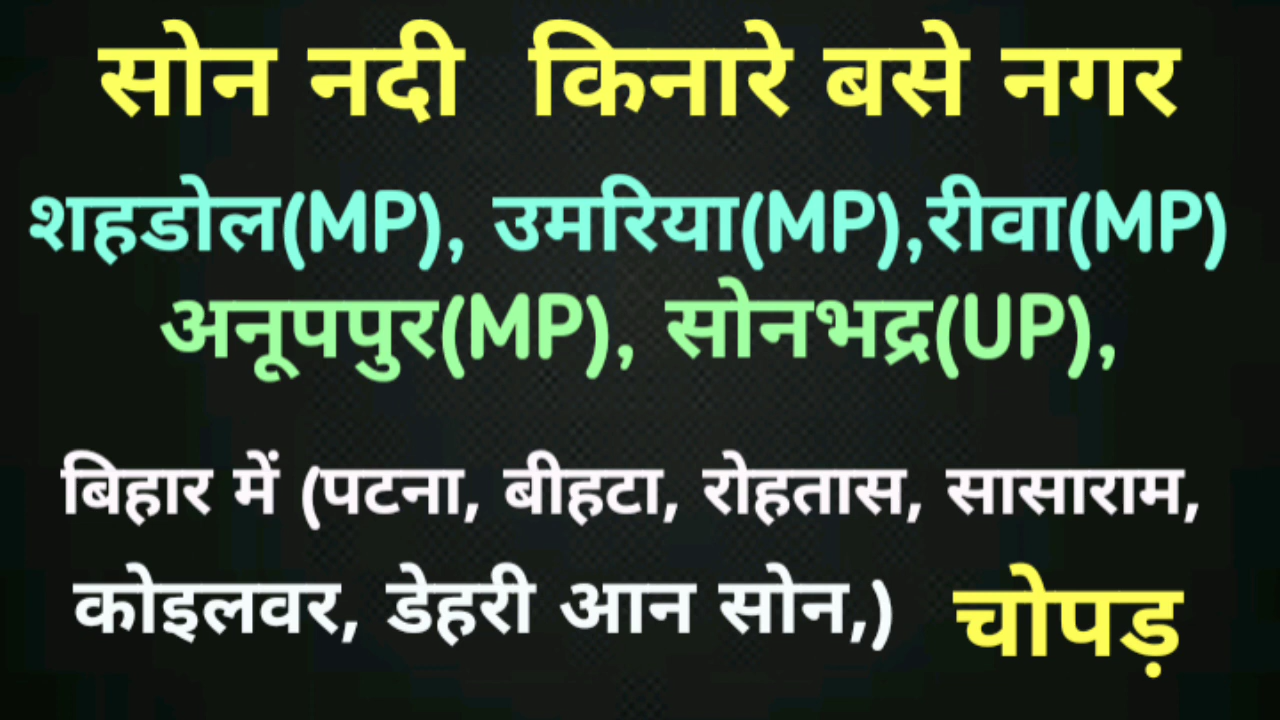 सोन नदी किनारे बसे नगर
शहडोल(MP), उमरिया(MP),रीवा(MP)
अनूपपुर(MP), सोनभद्र(UP),
बिहार में (पटना, बीहटा, रोहतास, सासाराम,
कोइलवर, डेहरी आन सोन,) चोपड़